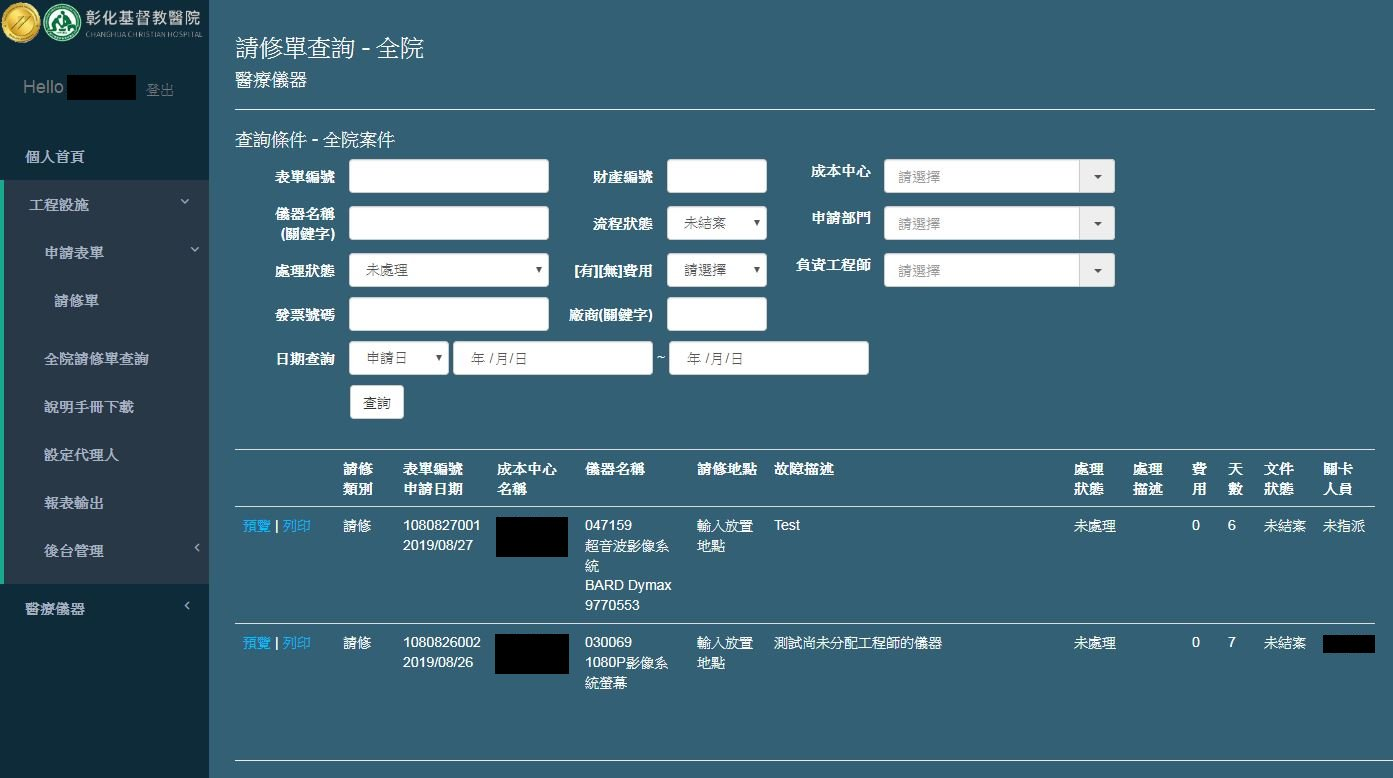 彰化基督教醫院
CHANGHUA CHRISTIAN HOSPITAL
Hello 登出
個人首頁
工程設施
申請表單
請修單
全院請修單查詢
說明手冊下載
設定代理人
報表輸出
後台管理
醫療儀器
請修單查詢 - 全院
醫療儀器
查詢條件 - 全院案件
表單編號 財產編號 成本中心 請選擇
儀器名稱
(關鍵字) 流程狀態 未結案 申請部門 請選擇
處理狀態 未處理 [有][無]費用 請選擇 負責工程師 請選擇
發票號碼 廠商(關鍵字)
日期查詢 申請日 年 /月/日 ~ 年 /月/日
查詢
請修 表單編號 成本中心 儀器名稱 請修地點 故障描述 處理 處理 費 天 文件 關卡
類別 申請日期 名稱 狀態 描述 用 數 狀態 人員
預覽 | 列印 請修 1080827001 047159 輸入放置 Test 未處理 0 6 未結案 未指派
2019/08/27 超音波影像系 地點
統
BARD Dymax
9770553
預覽 | 列印 請修 1080826002 030069 輸入放置 測試尚未分配工程師的儀器 未處理 0 7 未結案
2019/08/26 1080P影像系 地點
統螢幕